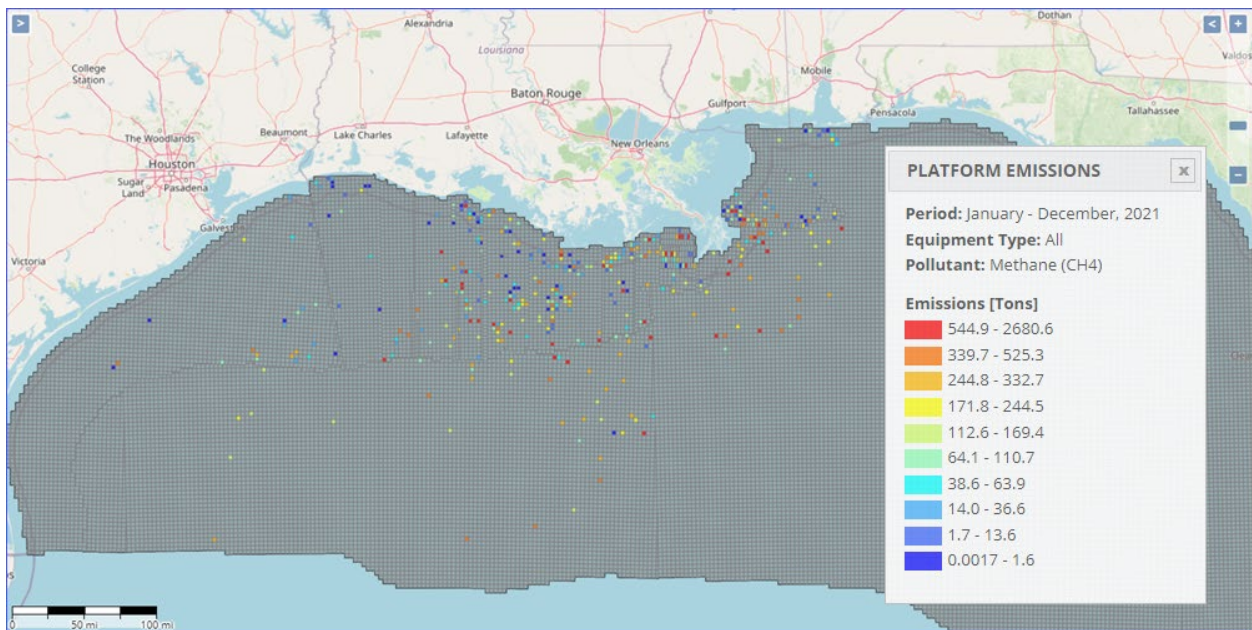 >
<
+
Alexandria
Dothan
Louisiana
Valdos
College
Station
Mobile
Baton Rouge
Gulfport
Pensacola
Tallahassee
The Woodlands
Beaumont
Lake Charles
Lafayette
New Orleans
Houston
Sugar
Land
Pasadena
−
Galves
Victoria
PLATFORM EMISSIONS
x
Period: January - December, 2021
Equipment Type: All
Pollutant: Methane (CH4)
Emissions [Tons]
544.9 - 2680.6
339.7 - 525.3
244.8 - 332.7
171.8 - 244.5
112.6 - 169.4
64.1 - 110.7
38.6 - 63.9
14.0 - 36.6
1.7 - 13.6
0.0017 - 1.6
0 50 mi 100 mi